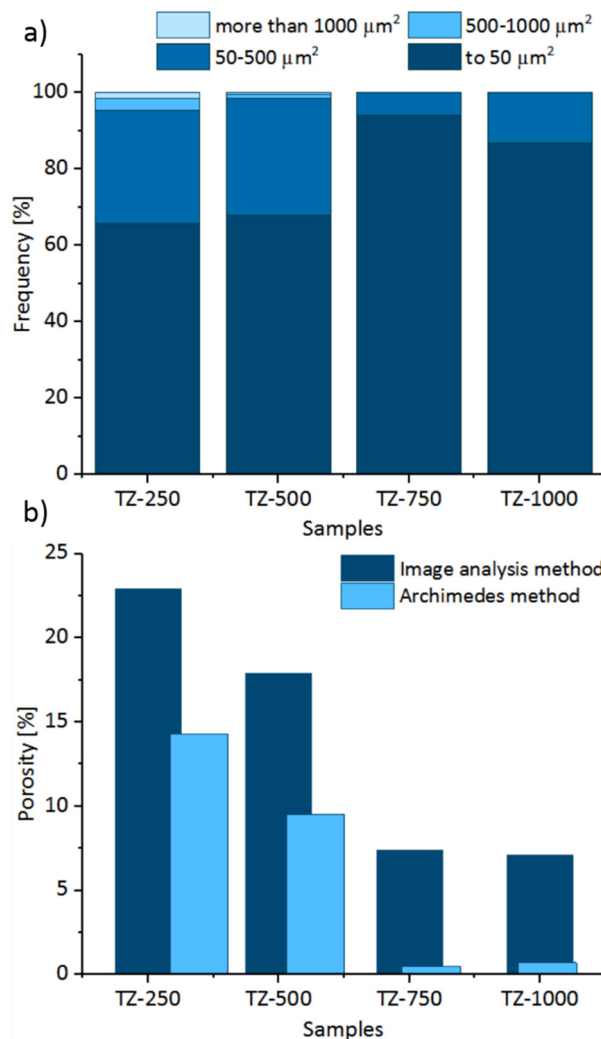 a)
more than 1000 μm² 500-1000 μm²
50-500 μm² to 50 μm²
100
80
60
40
20
0
Frequency [%]
TZ-250 TZ-500 TZ-750 TZ-1000
Samples
b)
Image analysis method
Archimedes method
25
20
15
10
5
0
Porosity [%]
TZ-250 TZ-500 TZ-750 TZ-1000
Samples